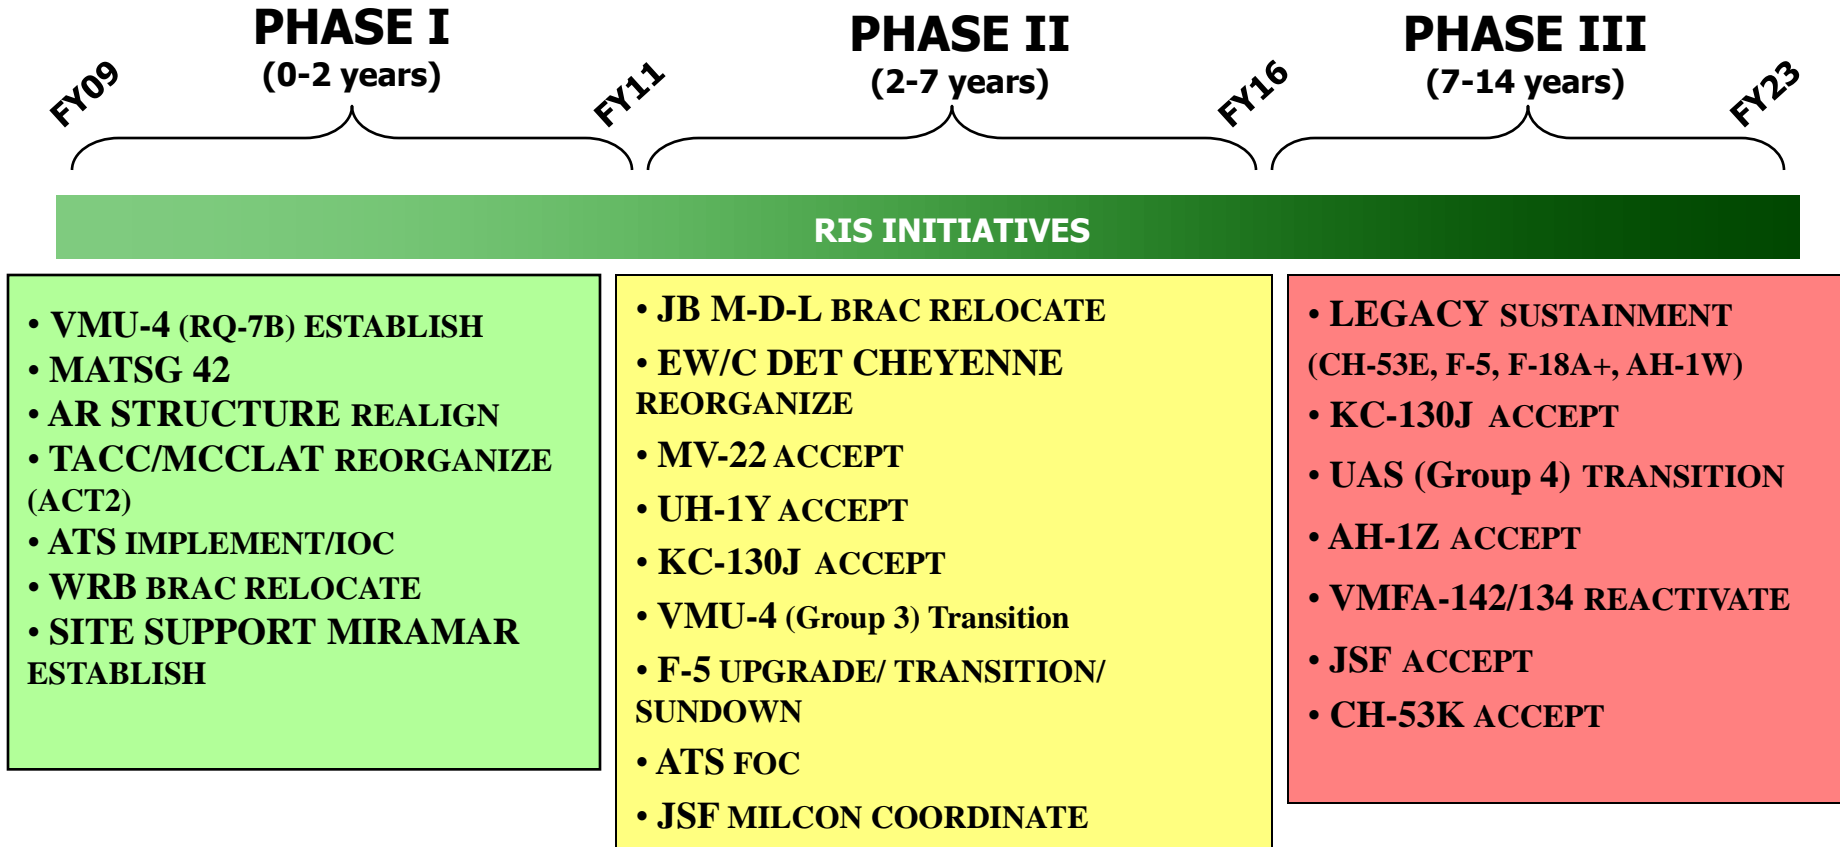 PHASE I
(0-2 years)
PHASE II
(2-7 years)
PHASE III
(7-14 years)
FY09
FY11
FY16
FY23
RIS INITIATIVES
• VMU-4 (RQ-7B) ESTABLISH
• MATSG 42
• AR STRUCTURE REALIGN
• TACC/MCCLAT REORGANIZE
(ACT2)
• ATS IMPLEMENT/IOC
• WRB BRAC RELOCATE
• SITE SUPPORT MIRAMAR
ESTABLISH
• JB M-D-L BRAC RELOCATE
• EW/C DET CHEYENNE
REORGANIZE
• MV-22 ACCEPT
• UH-1Y ACCEPT
• KC-130J ACCEPT
• VMU-4 (Group 3) Transition
• F-5 UPGRADE/ TRANSITION/
SUNDOWN
• ATS FOC
• JSF MILCON COORDINATE
• LEGACY SUSTAINMENT
(CH-53E, F-5, F-18A+, AH-1W)
• KC-130J ACCEPT
• UAS (Group 4) TRANSITION
• AH-1Z ACCEPT
• VMFA-142/134 REACTIVATE
• JSF ACCEPT
• CH-53K ACCEPT